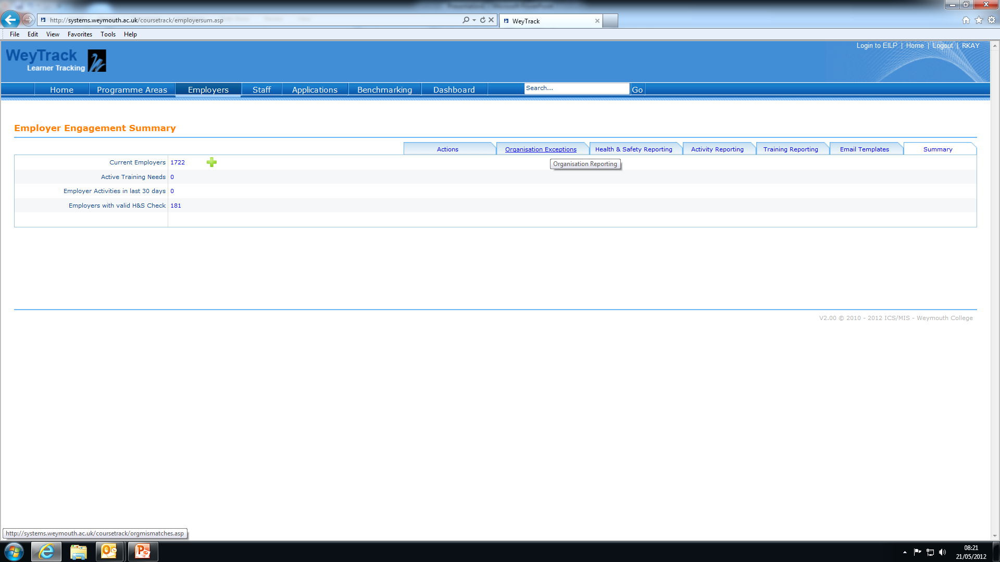 http://systems.weymouth.ac.uk/coursetrack/employersum.asp
WeyTrack
File Edit View Favorites Tools Help
Login to EILP | Home | Logout | RKAY
WeyTrack
Learner Tracking
Home Programme Areas Employers Staff Applications Benchmarking Dashboard Search... Go
Employer Engagement Summary
Actions Organisation Exceptions Health & Safety Reporting Activity Reporting Training Reporting Email Templates Summary
Current Employers 1722
Organisation Reporting
Active Training Needs 0
Employer Activities in last 30 days 0
Employers with valid H&S Check 181
V2.00 © 2010 - 2012 ICS/MIS - Weymouth College
http://systems.weymouth.ac.uk/coursetrack/orgmismatches.asp
08:21
21/05/2012